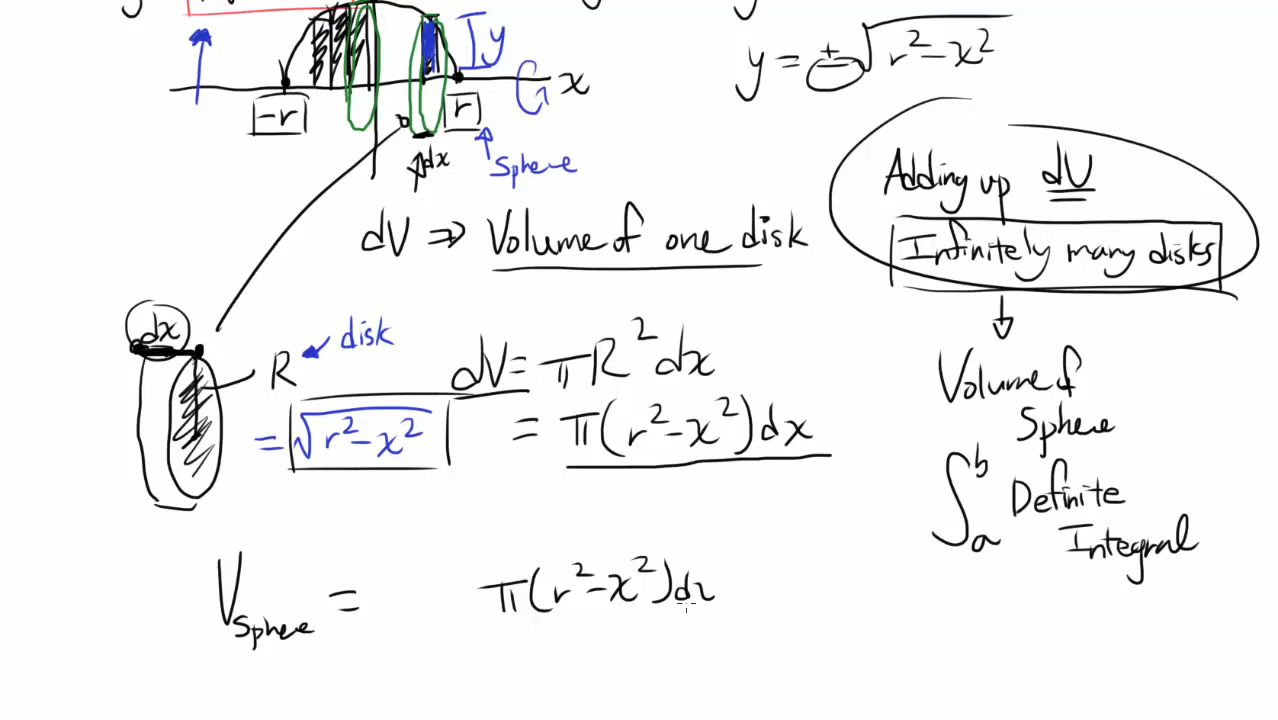 y
x
-r
r
dx
Sphere
y = ± √(r² - x²)
Adding up dV
Infinitely many disks
dV ⇒ Volume of one disk
dx
R
disk
= √(r² - x²)
dV = πR² dx
= π(r² - x²)dx
Volume of
Sphere
∫ₐᵇ Definite
Integral
V_Sphere = π(r² - x²)dx